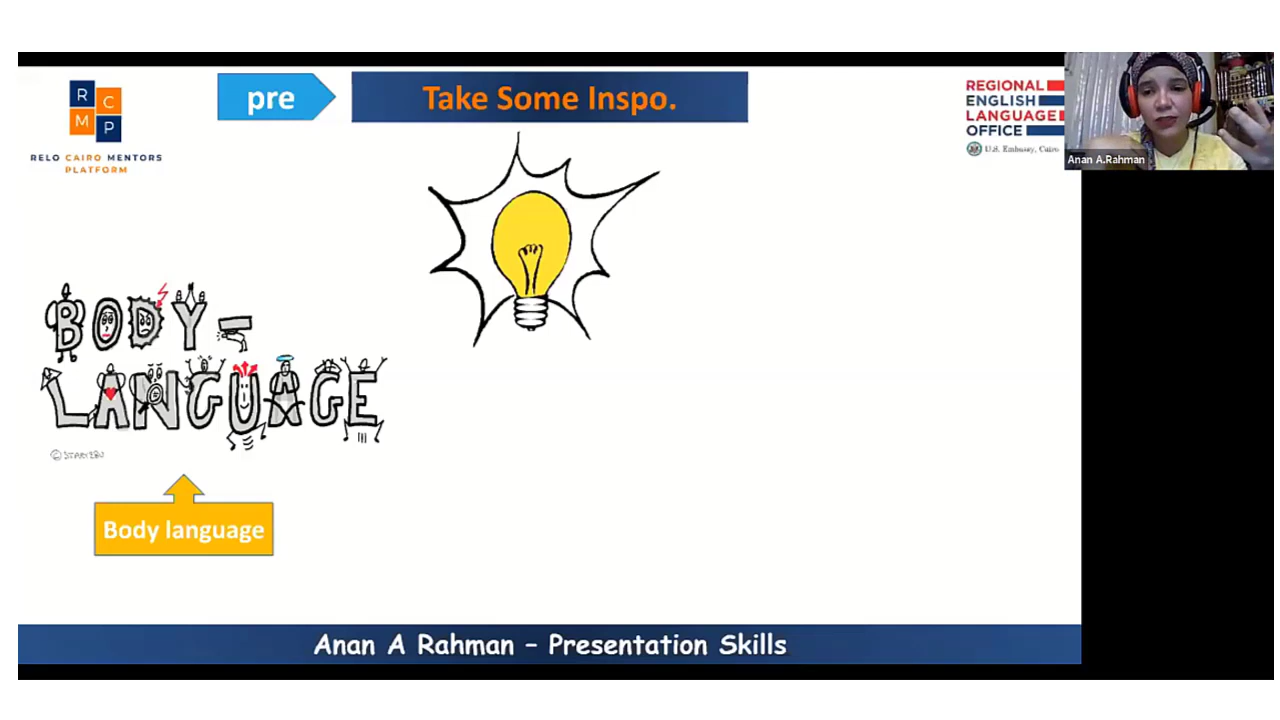 R
C
M
P
RELO CAIRO MENTORS
PLATFORM
pre
Take Some Inspo.
REGIONAL
ENGLISH
LANGUAGE
OFFICE
U.S. Embassy, Cairo
Anan A.Rahman
BODY-
LANGUAGE
Body language
Anan A Rahman – Presentation Skills